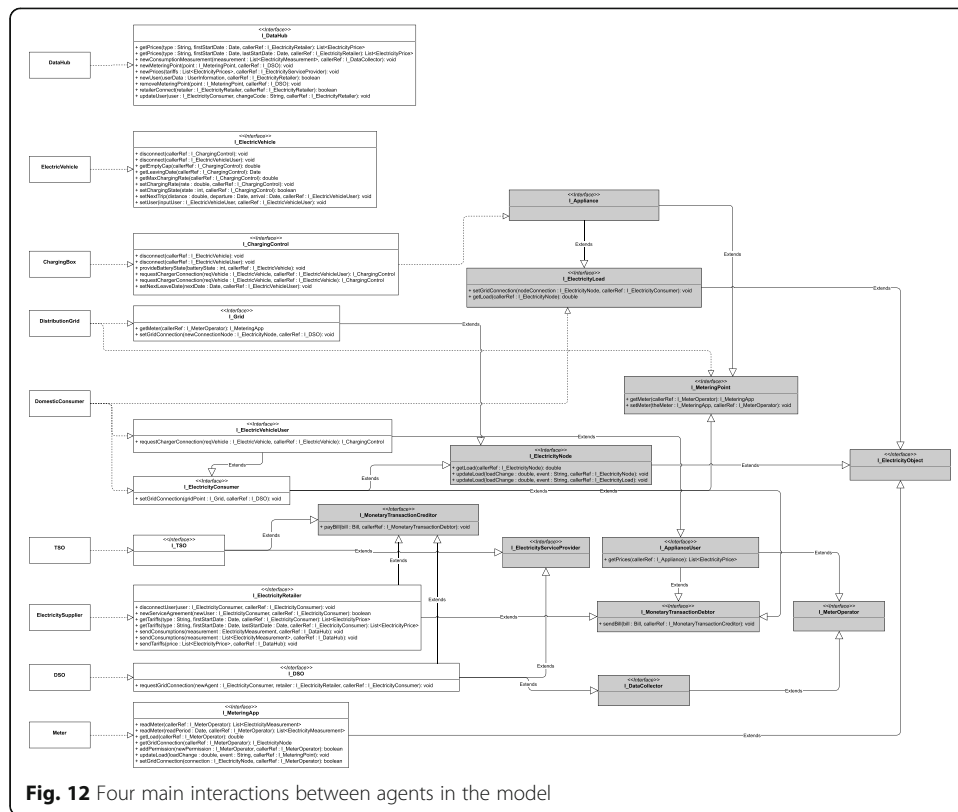 <<Interface>>
I_DataHub
DataHub
+ getPrices(type : String, firstStartDate : Date, callerRef : I_ElectricityRetailer): List<ElectricityPrice>
+ getPrices(type : String, firstStartDate : Date, lastStartDate : Date, callerRef : I_ElectricityRetailer): List<ElectricityPrice>
+ newConsumptionMeasurement(measurement : List<ElectricityMeasurement>, callerRef : I_DataCollector): void
+ newMeteringPoint(point : I_MeteringPoint, callerRef : I_DSO): void
+ newPrices(tariffs : List<ElectricityPrices>, callerRef : I_ElectricityServiceProvider): void
+ newUser(userData : UserInformation, callerRef : I_ElectricityRetailer): boolean
+ removeMeteringPoint(point : I_MeteringPoint, callerRef : I_DSO): void
+ retailerConnect(retailer : I_ElectricityRetailer, callerRef : I_ElectricityRetailer): boolean
+ updateUser(user : I_ElectricityConsumer, changeCode : String, callerRef : I_ElectricityRetailer): void
<<Interface>>
I_ElectricVehicle
ElectricVehicle
+ disconnect(callerRef : I_ChargingControl): void
+ disconnect(callerRef : I_ElectricVehicleUser): void
+ getEmptyCap(callerRef : I_ChargingControl): double
+ getLeavingDate(callerRef : I_ChargingControl): Date
+ getMaxChargingRate(callerRef : I_ChargingControl): double
+ setChargingRate(rate : double, callerRef : I_ChargingControl): void
+ setChargingState(state : int, callerRef : I_ChargingControl): boolean
+ setNextTrip(distance : double, departure : Date, arrival : Date, callerRef : I_ElectricVehicleUser): void
+ setUser(inputUser : I_ElectricVehicleUser, callerRef : I_ElectricVehicleUser): void
<<Interface>>
I_Appliance
<<Interface>>
I_ChargingControl
ChargingBox
+ disconnect(callerRef : I_ElectricVehicle): void
+ disconnect(callerRef : I_ElectricVehicleUser): void
+ provideBatteryState(batteryState : int, callerRef : I_ElectricVehicle): void
+ requestChargerConnection(reqVehicle : I_ElectricVehicle, callerRef : I_ElectricVehicleUser): I_ChargingControl
+ requestChargerConnection(reqVehicle : I_ElectricVehicle, callerRef : I_ElectricVehicle): I_ChargingControl
+ setNextLeaveDate(nexDate : Date, callerRef : I_ElectricVehicleUser): void
Extends
Extends
<<Interface>>
I_ElectricityLoad
+ setGridConnection(nodeConnection : I_ElectricityNode, callerRef : I_ElectricityConsumer): void
+ getLoad(callerRef : I_ElectricityNode): double
Extends
<<Interface>>
I_Grid
DistributionGrid
+ getMeter(callerRef : I_MeterOperator): I_MeteringApp
+ setGridConnection(newConnectionNode : I_ElectricityNode, callerRef : I_DSO): void
Extends
<<Interface>>
I_MeteringPoint
+ getMeter(callerRef : I_MeterOperator): I_MeteringApp
+ setMeter(theMeter : I_MeteringApp, callerRef : I_MeterOperator): void
DomesticConsumer
<<Interface>>
I_ElectricVehicleUser
+ requestChargerConnection(reqVehicle : I_ElectricVehicle, callerRef : I_ElectricVehicle): I_ChargingControl
Extends
Extends
Extends
<<Interface>>
I_ElectricityNode
+ getLoad(callerRef : I_ElectricityNode): double
+ updateLoad(loadChange : double, event : String, callerRef : I_ElectricityNode): void
+ updateLoad(loadChange : double, event : String, callerRef : I_ElectricityLoad): void
Extends
<<Interface>>
I_ElectricityObject
<<Interface>>
I_ElectricityConsumer
+ setGridConnection(gridPoint : I_Grid, callerRef : I_DSO): void
Extends
Extends
Extends
<<Interface>>
I_MonetaryTransactionCreditor
+ payBill(bill : Bill, callerRef : I_MonetaryTransactionDebtor): void
TSO
<<Interface>>
I_TSO
Extends
Extends
Extends
Extends
<<Interface>>
I_ElectricityServiceProvider
<<Interface>>
I_ApplianceUser
+ getPrices(callerRef : I_Appliance): List<ElectricityPrice>
Extends
Extends
<<Interface>>
I_ElectricityRetailer
ElectricitySupplier
+ disconnectUser(user : I_ElectricityConsumer, callerRef : I_ElectricityConsumer): void
+ newServiceAgreement(newUser : I_ElectricityConsumer, callerRef : I_ElectricityConsumer): boolean
+ getTariffs(type : String, firstStartDate : Date, callerRef : I_ElectricityConsumer): List<ElectricityPrice>
+ getTariffs(type : String, firstStartDate : Date, lastStartDate : Date, callerRef : I_ElectricityConsumer): List<ElectricityPrice>
+ sendConsumptions(measurement : ElectricityMeasurement, callerRef : I_DataHub): void
+ sendConsumptions(measurement : List<ElectricityMeasurement>, callerRef : I_DataHub): void
+ sendTariffs(price : List<ElectricityPrice>, callerRef : I_DataHub): void
Extends
Extends
<<Interface>>
I_MonetaryTransactionDebtor
+ sendBill(bill : Bill, callerRef : I_MonetaryTransactionCreditor): void
<<Interface>>
I_MeterOperator
<<Interface>>
I_DSO
DSO
+ requestGridConnection(newAgent : I_ElectricityConsumer, retailer : I_ElectricityRetailer, callerRef : I_ElectricityConsumer): void
Extends
<<Interface>>
I_DataCollector
Extends
<<Interface>>
I_MeteringApp
Meter
+ readMeter(callerRef : I_MeterOperator): List<ElectricityMeasurement>
+ readMeter(readPeriod : Date, callerRef : I_MeterOperator): List<ElectricityMeasurement>
+ getLoad(callerRef : I_MeterOperator): double
+ getGridConnection(callerRef : I_MeterOperator): I_ElectricityNode
+ addPermission(newPermission : I_MeterOperator, callerRef : I_MeterOperator): boolean
+ updateLoad(loadChange : double, event : String, callerRef : I_MeteringPoint): void
+ setGridConnection(connection : I_ElectricityNode, callerRef : I_MeterOperator): boolean
Extends
Fig. 12 Four main interactions between agents in the model